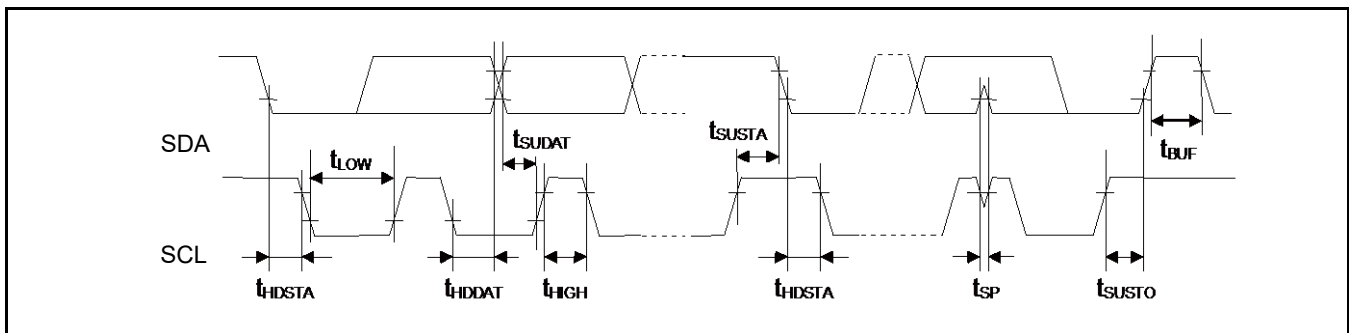 SDA
tSUDAT
tSUSTA
tBUF
tLOW
SCL
tHDSTA
tHDDAT
tHIGH
tHDSTA
tSP
tSUSTO